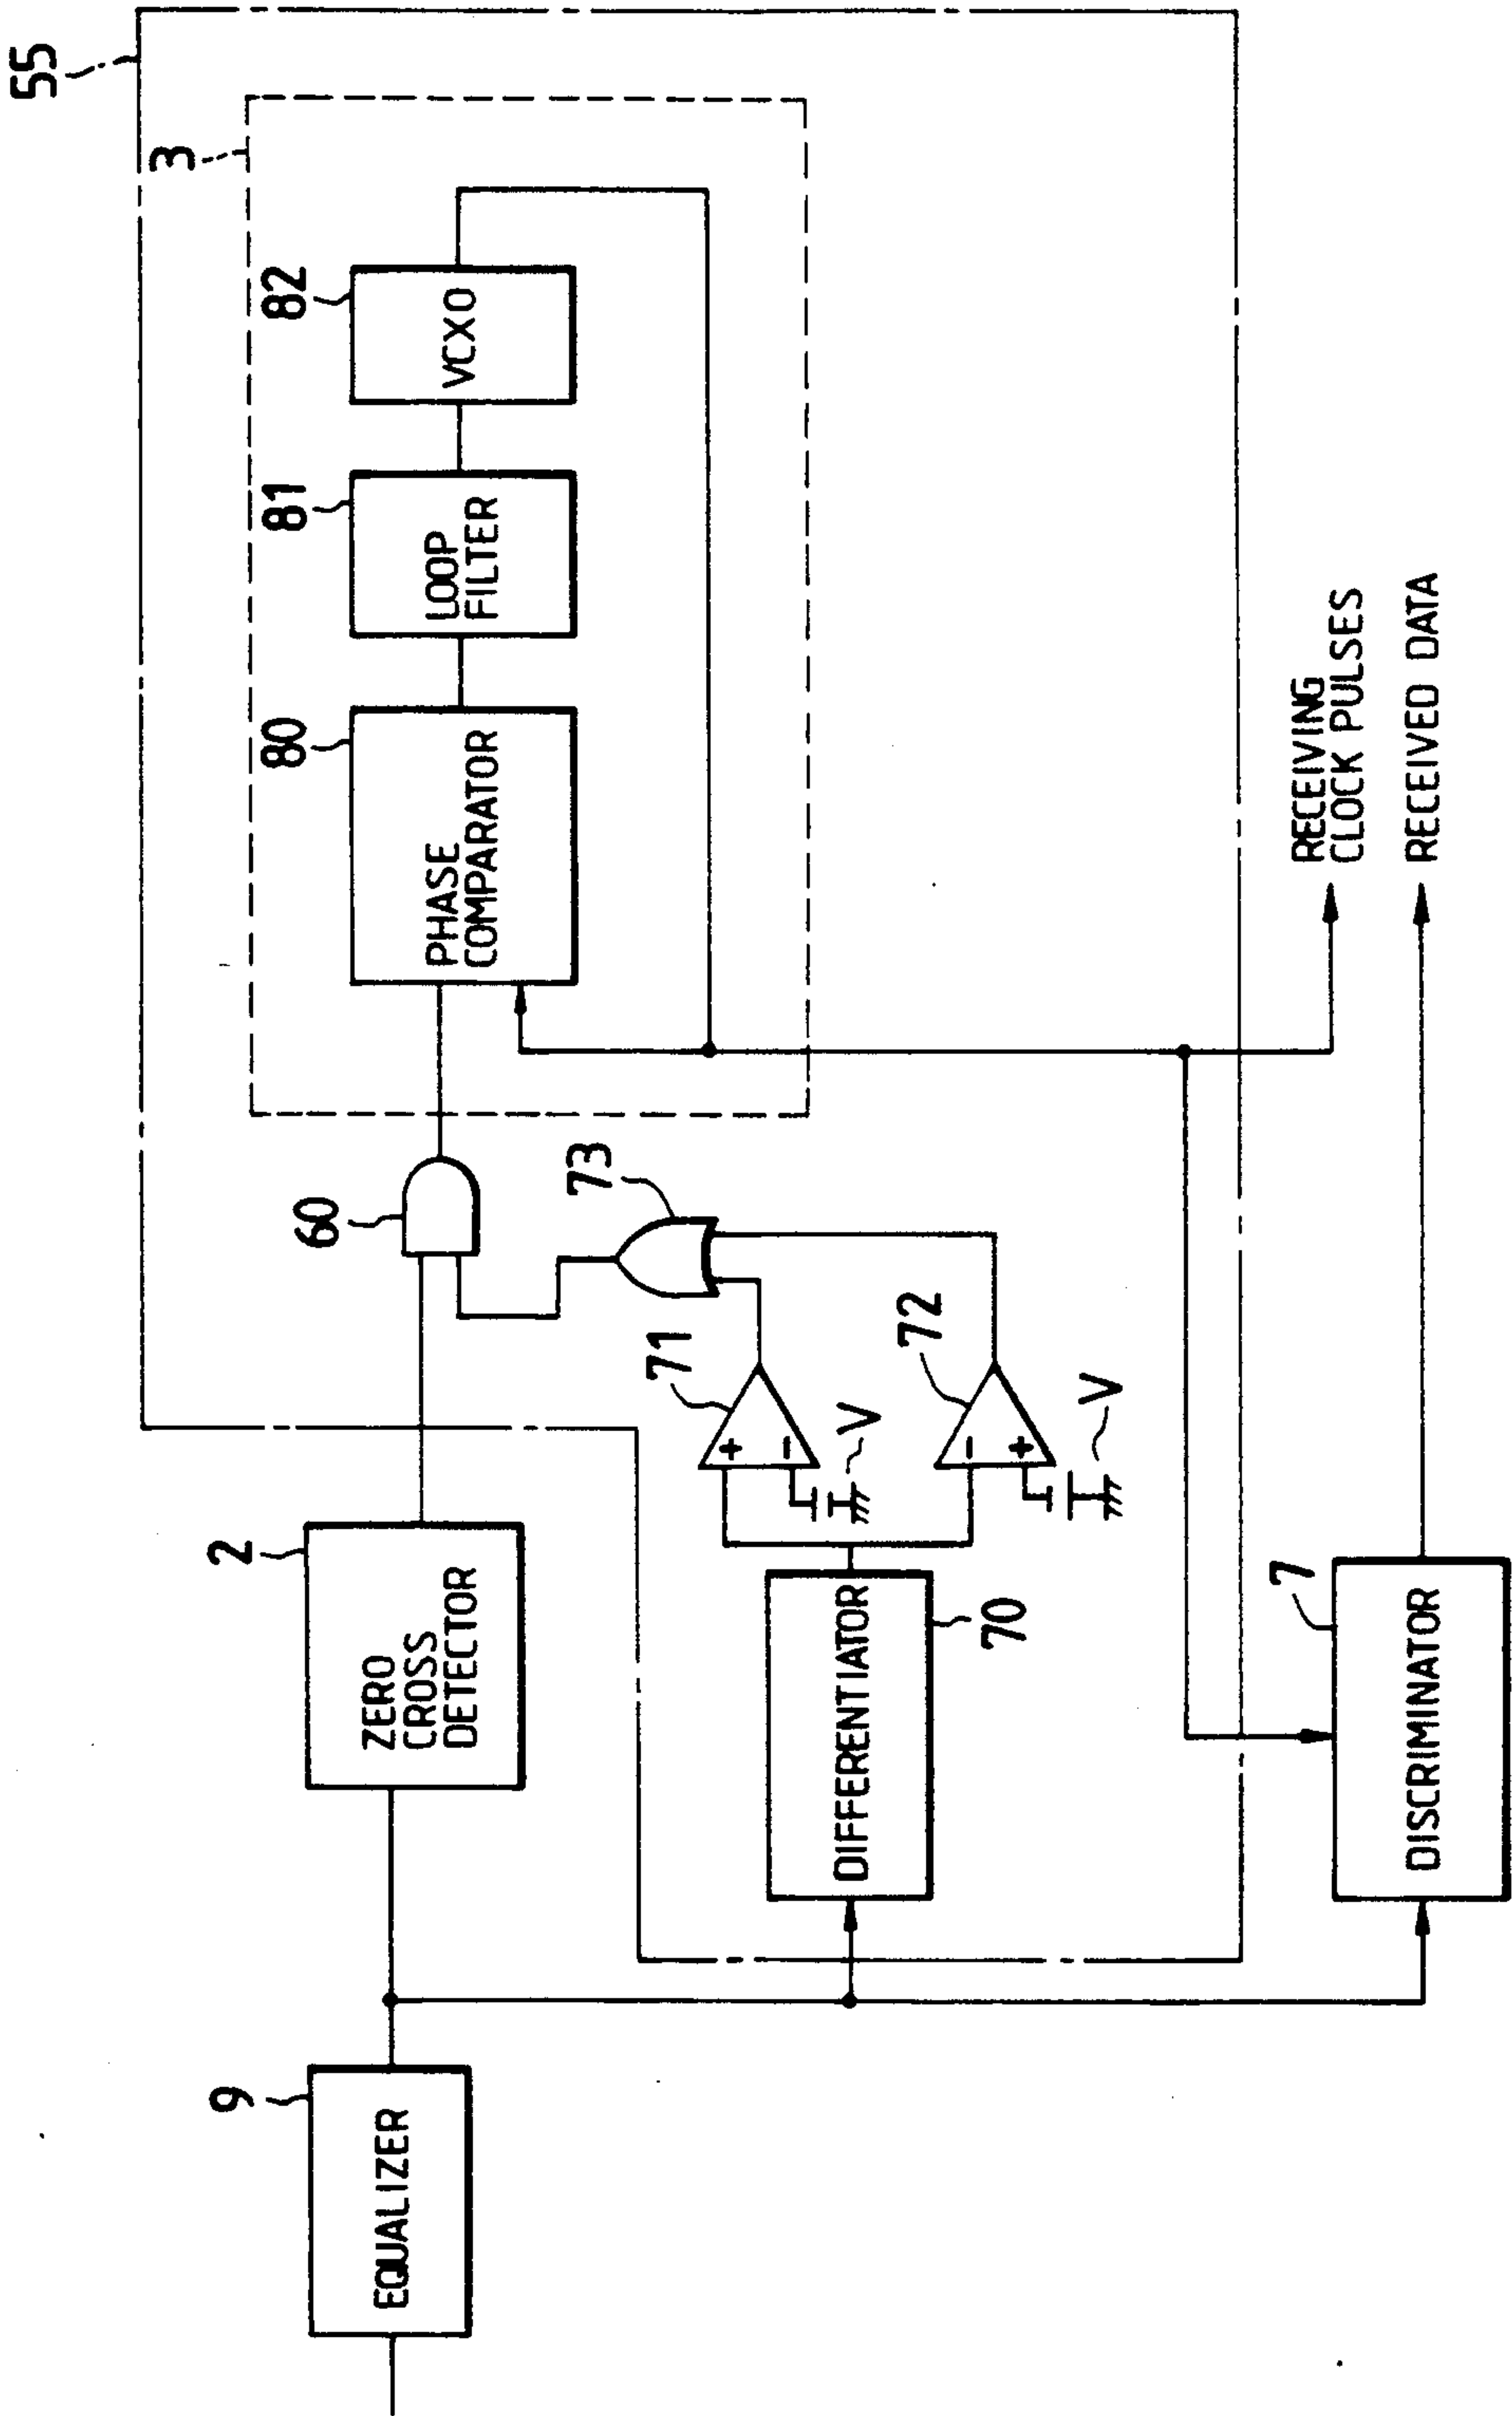 55
3
82
VCXO
81
LOOP
FILTER
80
PHASE
COMPARATOR
60
73
71
+
−
V
72
−
+
V
2
ZERO
CROSS
DETECTOR
DIFFERENTIATOR
70
9
EQUALIZER
7
DISCRIMINATOR
RECEIVING
CLOCK PULSES
RECEIVED DATA